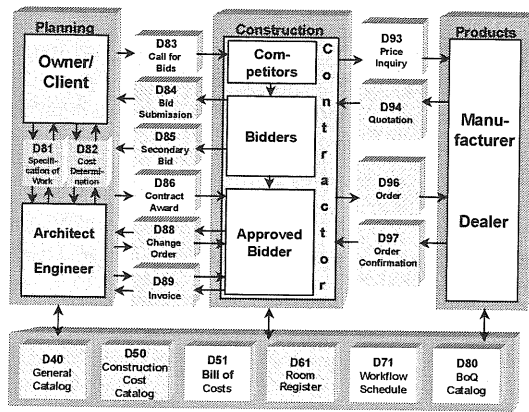 Planning
Construction
Products
Owner/
Client
D81
Specifi-
cation of
Work
D82
Cost
Determi-
nation
Architect
Engineer
D83
Call for
Bids
D84
Bid
Submission
D85
Secondary
Bid
D86
Contract
Award
D88
Change
Order
D89
Invoice
Com-
petitors
Bidders
Approved
Bidder
Contractor
D93
Price
Inquiry
D94
Quotation
D96
Order
D97
Order
Confirmation
Manu-
facturer
Dealer
D40
General
Catalog
D50
Construction
Cost
Catalog
D51
Bill of
Costs
D61
Room
Register
D71
Workflow
Schedule
D80
BoQ
Catalog